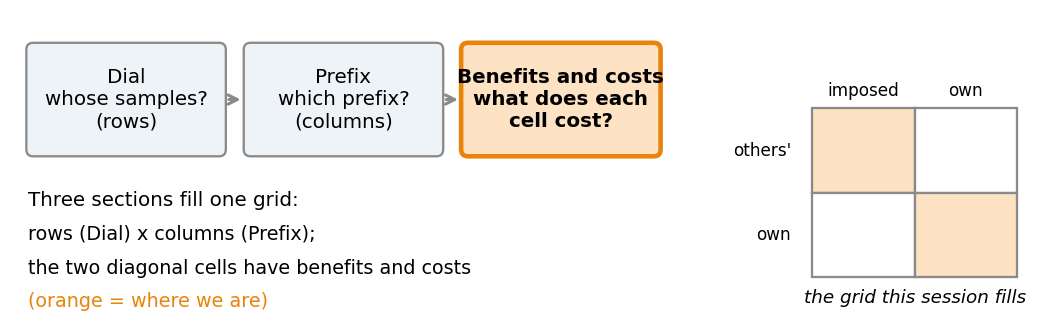 Dial
whose samples?
(rows)
Prefix
which prefix?
(columns)
Benefits and costs
what does each
cell cost?
imposed own
others'
own
Three sections fill one grid:
rows (Dial) x columns (Prefix);
the two diagonal cells have benefits and costs
(orange = where we are)
the grid this session fills